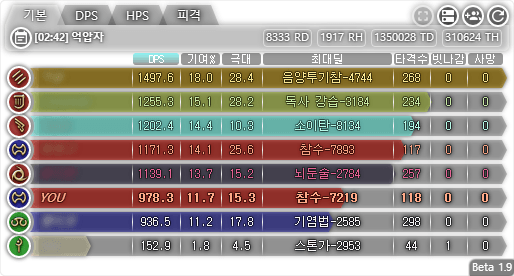 기본 DPS HPS 피격
[02:42] 억압자 8333 RD 1917 RH 1350028 TD 310624 TH
DPS 기여% 극대 최대딜 타격수 빗나감 사망
1497.6 18.0 28.4 음양투기참-4744 268 0 0
1255.3 15.1 28.2 독사 강습-3184 234 0 0
1202.4 14.4 10.3 소이탄-8134 194 0 0
1171.3 14.1 25.6 참수-7893 117 0 0
1139.1 13.7 15.2 뇌둔술-2784 257 0 0
YOU 978.3 11.7 15.3 참수-7219 118 0 0
936.5 11.2 17.8 기염법-2585 298 0 0
152.9 1.8 4.5 스톤가-2953 44 1 0
Beta 1.9